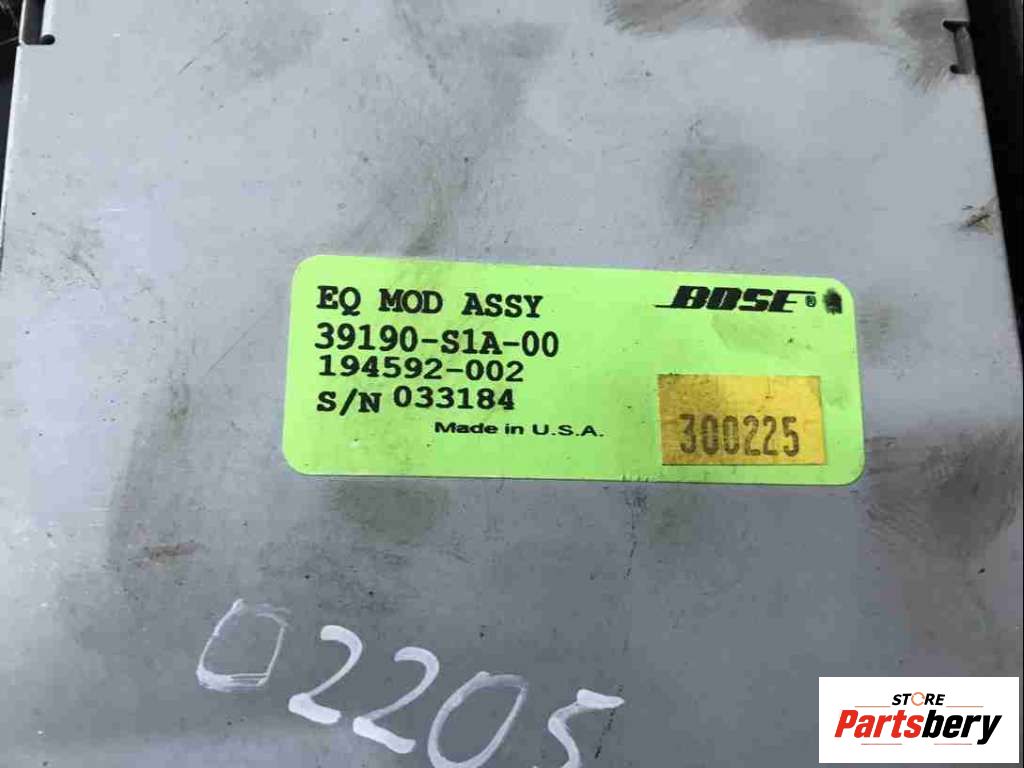 EQ MOD ASSY
BOSE®
39190-S1A-00
194592-002
S/N 033184
Made in U.S.A.
300225
02205
STORE
Partsbery